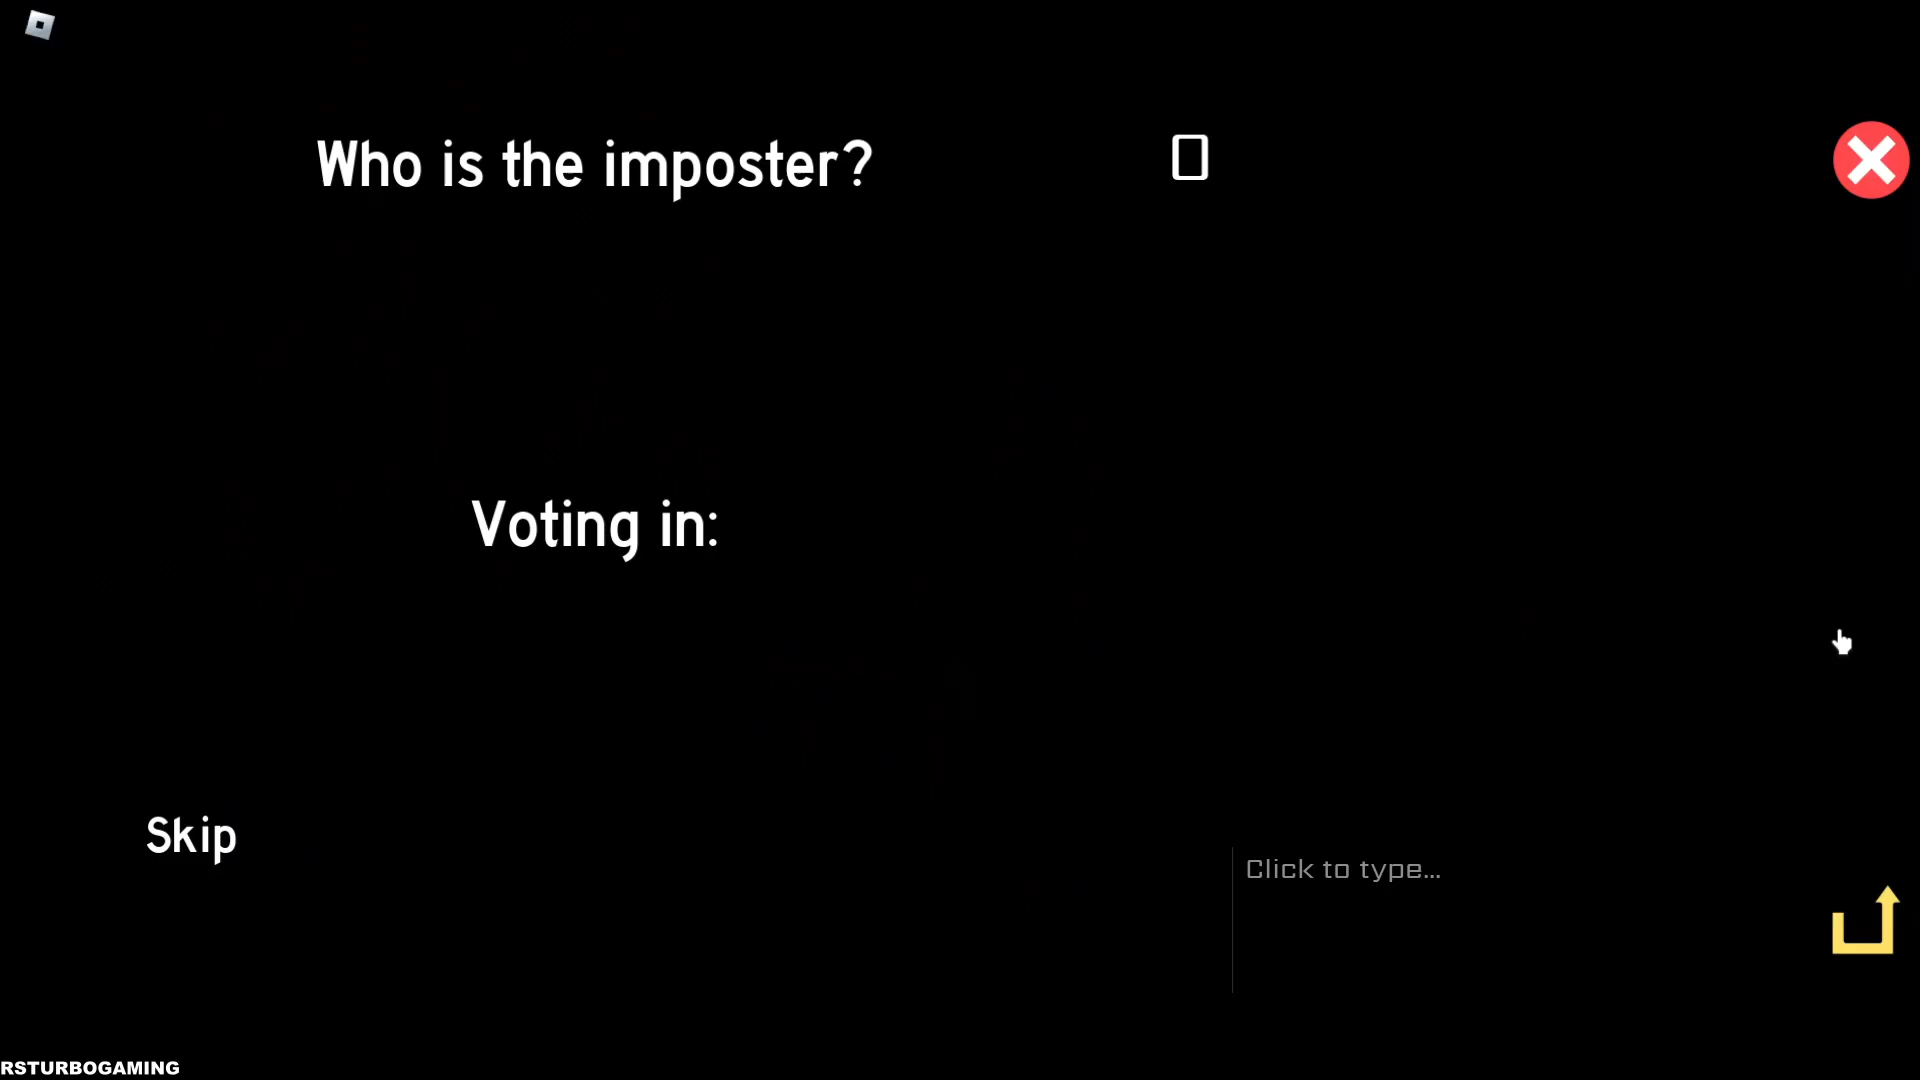 Who is the imposter?
Voting in:
Skip
Click to type...
RSTURBOGAMING